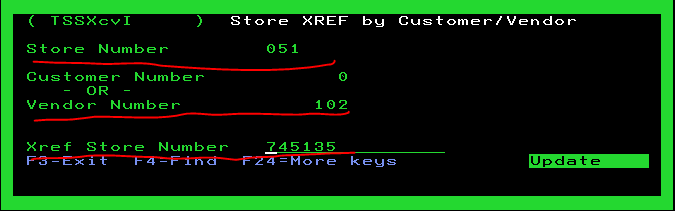 ( TSSXcvI ) Store XREF by Customer/Vendor
Store Number 051
Customer Number 0
- OR -
Vendor Number 102
Xref Store Number 745135
F3-Exit F4-Find F24=More keys Update